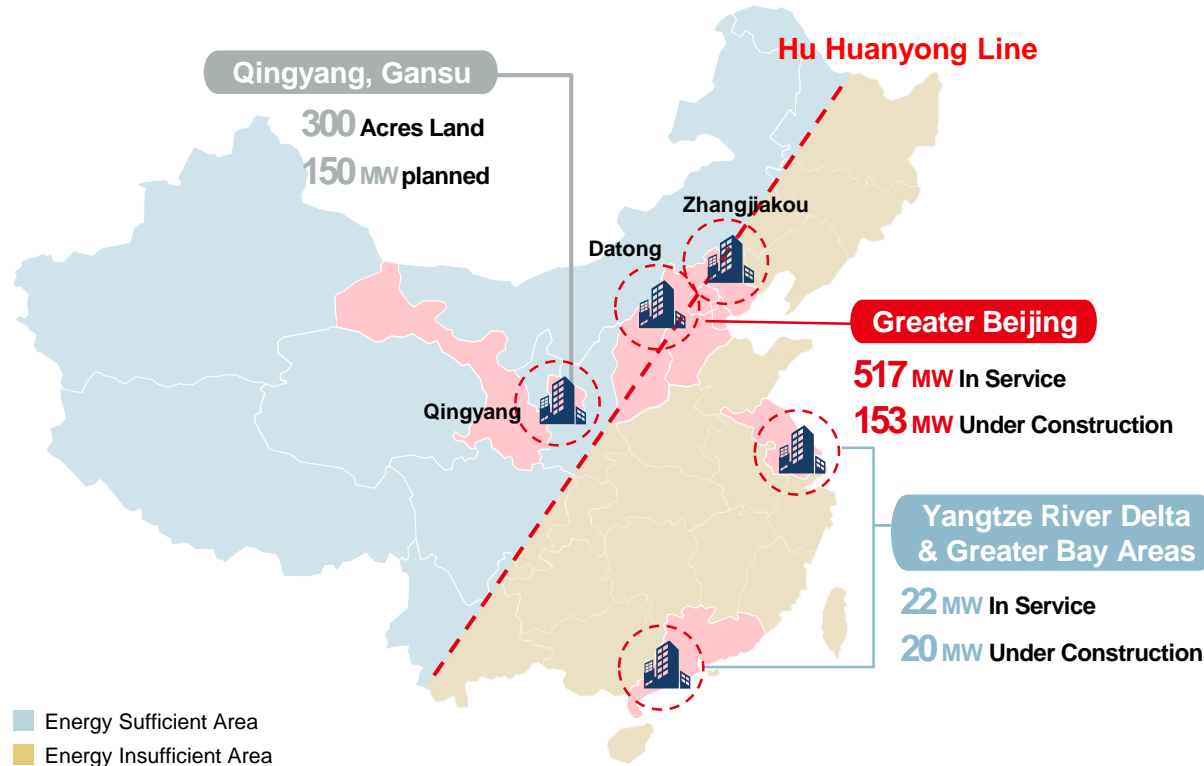 Hu Huanyong Line
Qingyang, Gansu
300 Acres Land
150 MW planned
Zhangjiakou
Datong
Qingyang
Greater Beijing
517 MW In Service
153 MW Under Construction
Yangtze River Delta
& Greater Bay Areas
22 MW In Service
20 MW Under Construction
Energy Sufficient Area
Energy Insufficient Area